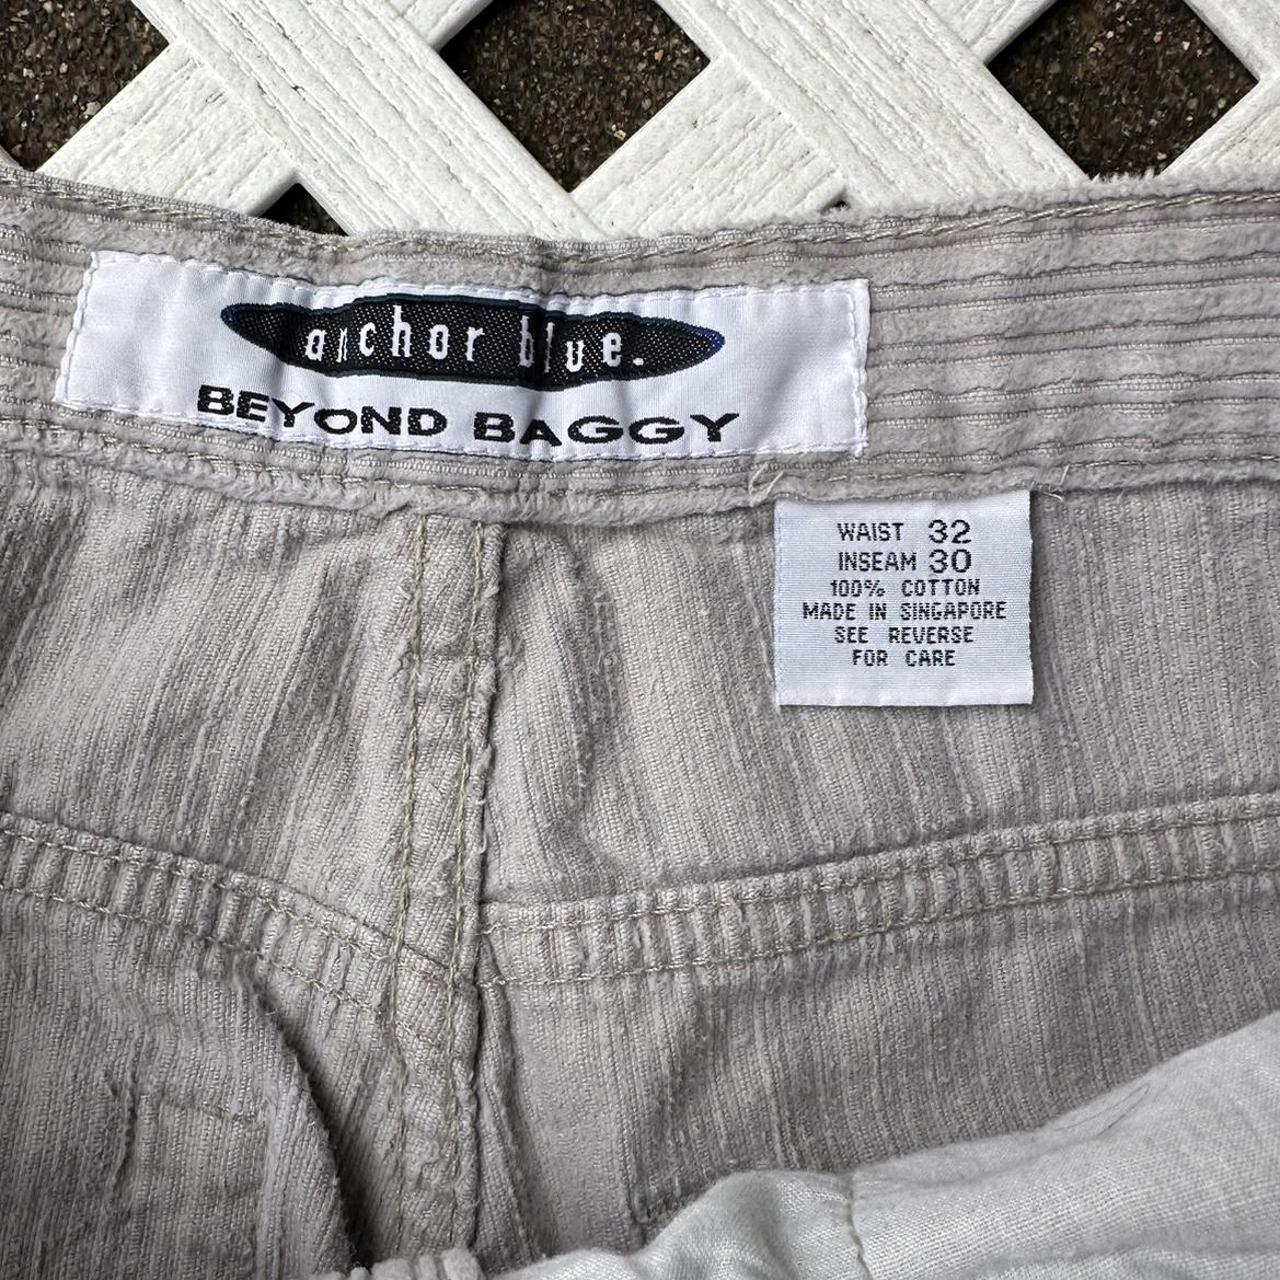 anchor blue.
BEYOND BAGGY
WAIST 32
INSEAM 30
100% COTTON
MADE IN SINGAPORE
SEE REVERSE
FOR CARE